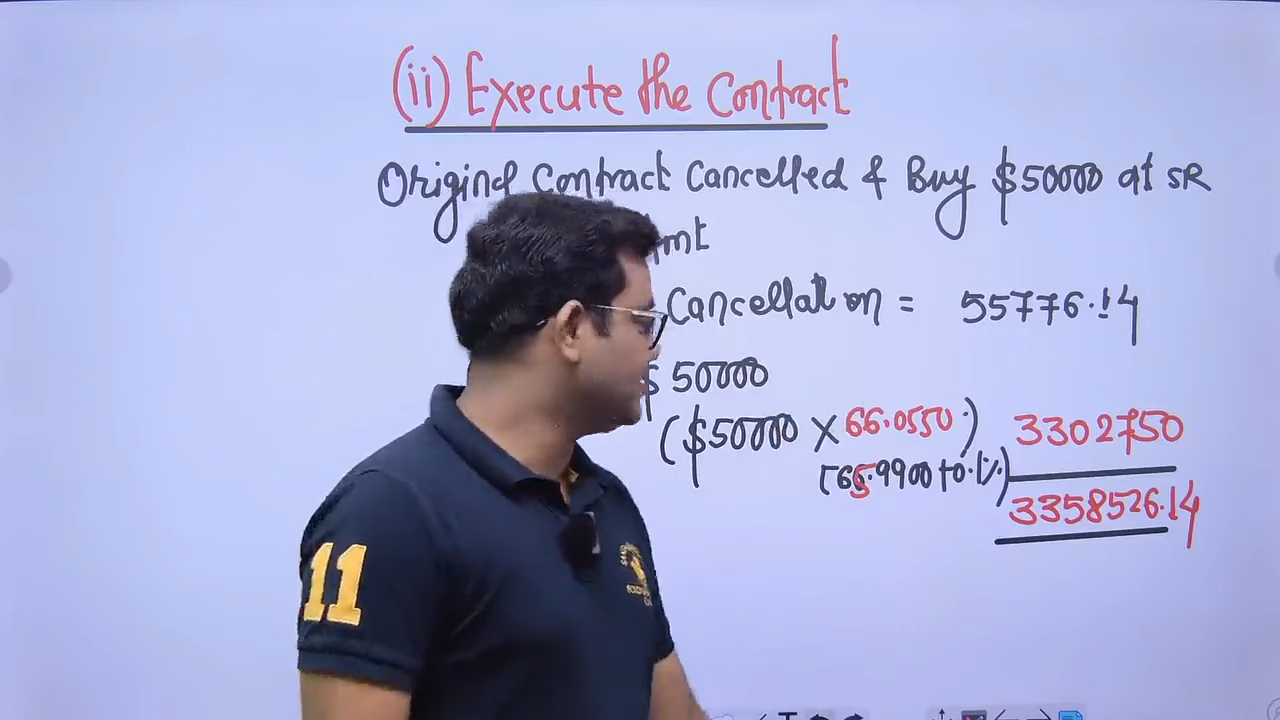 (ii) Execute the Contract
Original Contract Cancelled & Buy $50000 at SR
Cancellation = 55776.14
$ 50000
($50000 × 66.0550) 3302750
(65.9900+0.1%)
3358526.14
11